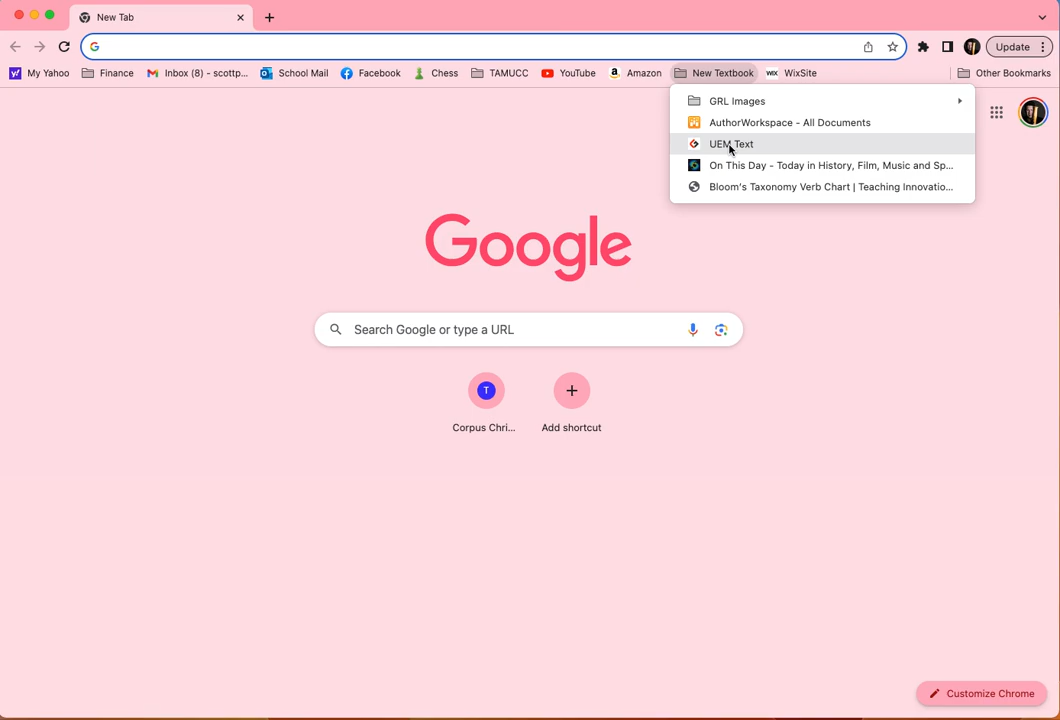 New Tab
Update
My Yahoo Finance Inbox (8) - scottp... School Mail Facebook Chess TAMUCC YouTube Amazon New Textbook WIX WixSite Other Bookmarks
GRL Images
AuthorWorkspace - All Documents
UEM Text
On This Day - Today in History, Film, Music and Sp...
Bloom's Taxonomy Verb Chart | Teaching Innovatio...
Google
Search Google or type a URL
T
Corpus Chri... Add shortcut
Customize Chrome